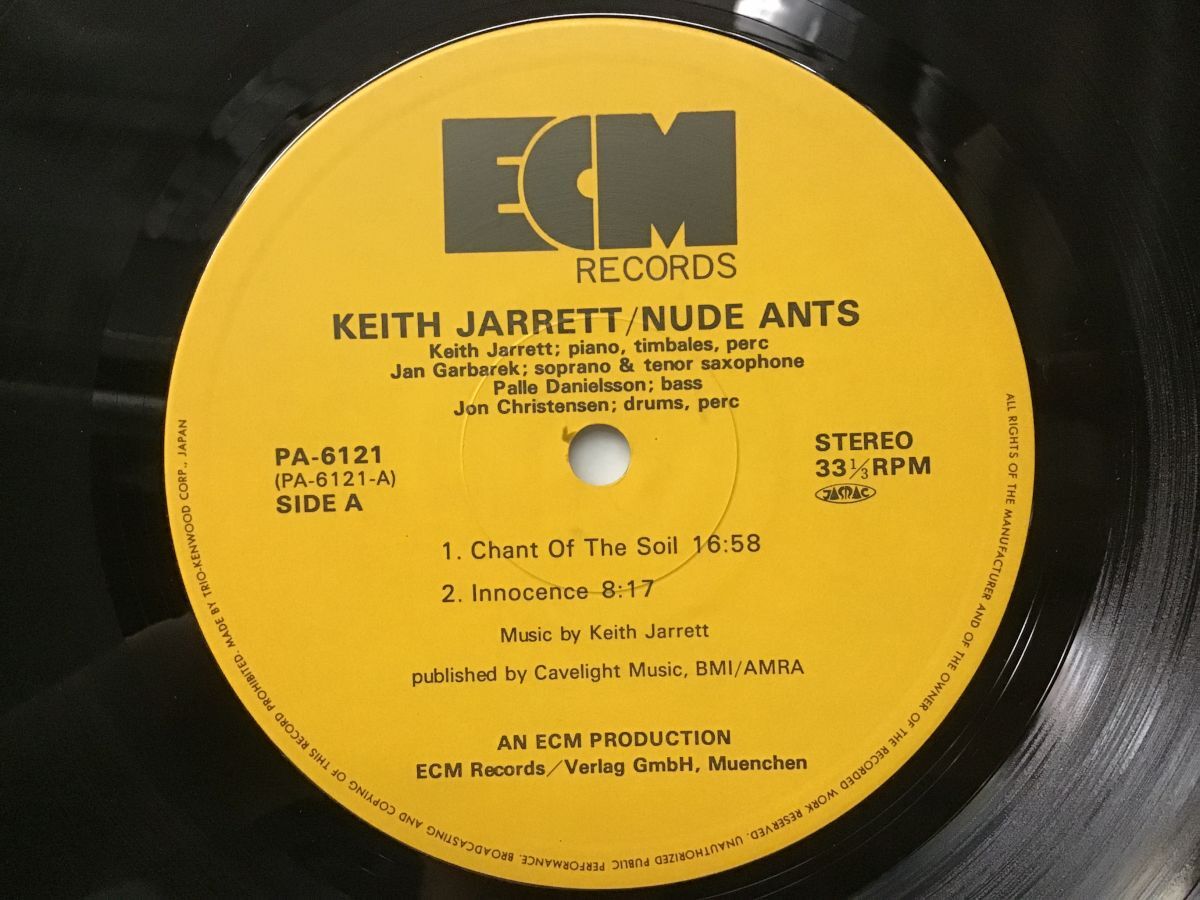 ECM
RECORDS
KEITH JARRETT/NUDE ANTS
Keith Jarrett; piano, timbales, perc
Jan Garbarek; soprano & tenor saxophone
Palle Danielsson; bass
Jon Christensen; drums, perc
PA-6121
(PA-6121-A)
SIDE A
STEREO
33 1/3 RPM
JASRAC
1. Chant Of The Soil 16:58
2. Innocence 8:17
Music by Keith Jarrett
published by Cavelight Music, BMI/AMRA
AN ECM PRODUCTION
ECM Records/Verlag GmbH, Muenchen
ALL RIGHTS OF THE MANUFACTURER AND OF THE OWNER OF THE RECORDED WORK RESERVED. UNAUTHORIZED PUBLIC PERFORMANCE. BROADCASTING AND COPYING OF THIS RECORD PROHIBITED. MADE BY TRIO-KENWOOD CORP., JAPAN